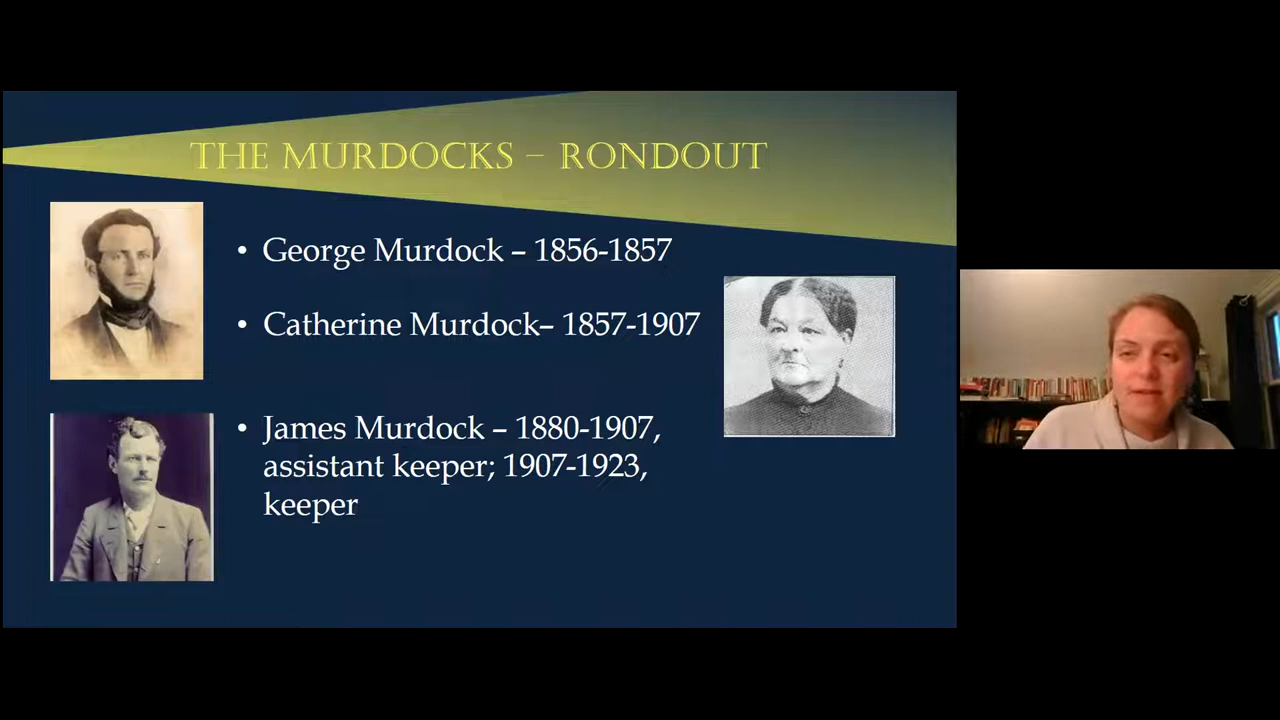 THE MURDOCKS – RONDOUT
• George Murdock – 1856-1857
• Catherine Murdock– 1857-1907
• James Murdock – 1880-1907,
assistant keeper; 1907-1923,
keeper